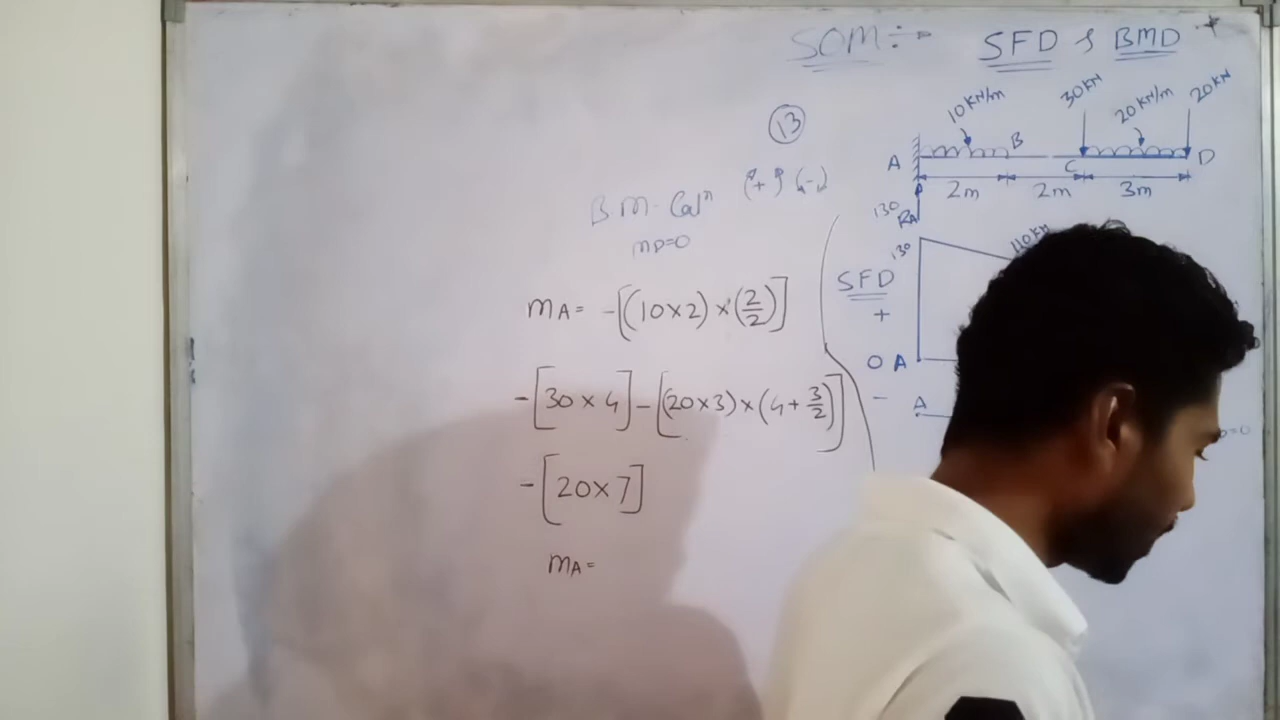 SOM :- SFD & BMD
13
10 KN/m 30 KN 20 KN/m 20 KN
A B C D
2m 2m 3m
130 RA
B M - Calⁿ (+) (-)
MD=0
130 110 KN
SFD
+
0 A
-
A
MA = -[(10×2)×(2/2)]
-[30×4]-[(20×3)×(4+3/2)]
-[20×7]
MA=